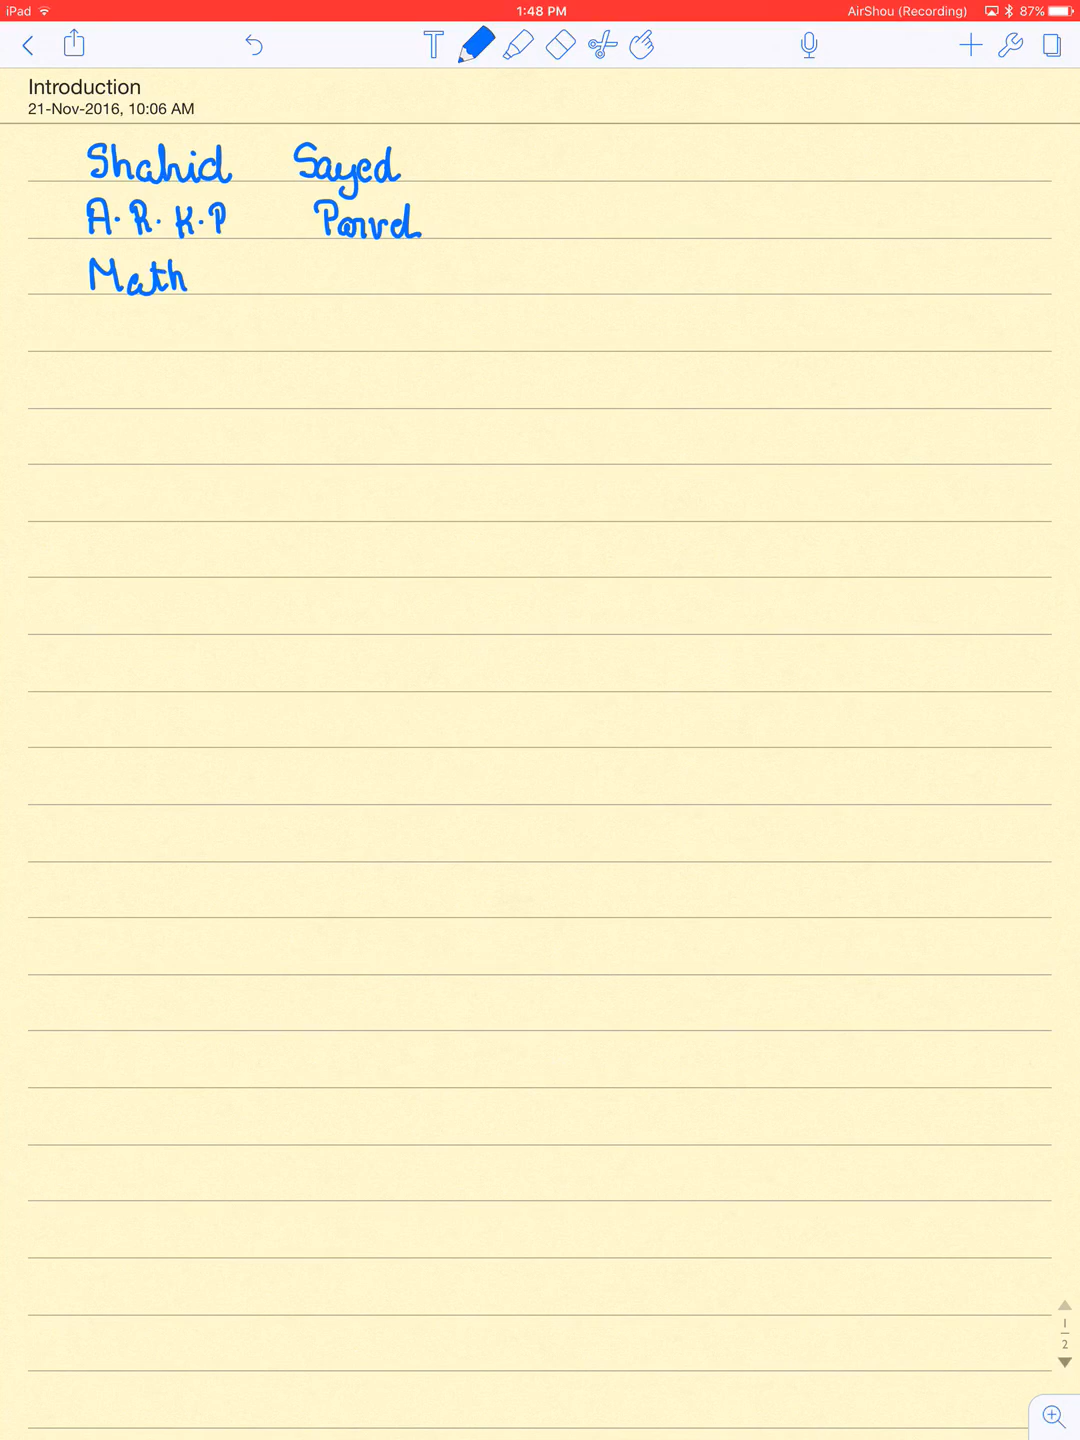 iPad 1:48 PM AirShou (Recording) 87%
T
Introduction
21-Nov-2016, 10:06 AM
Shahid Sayed
A. R. K. P
Math
1
2